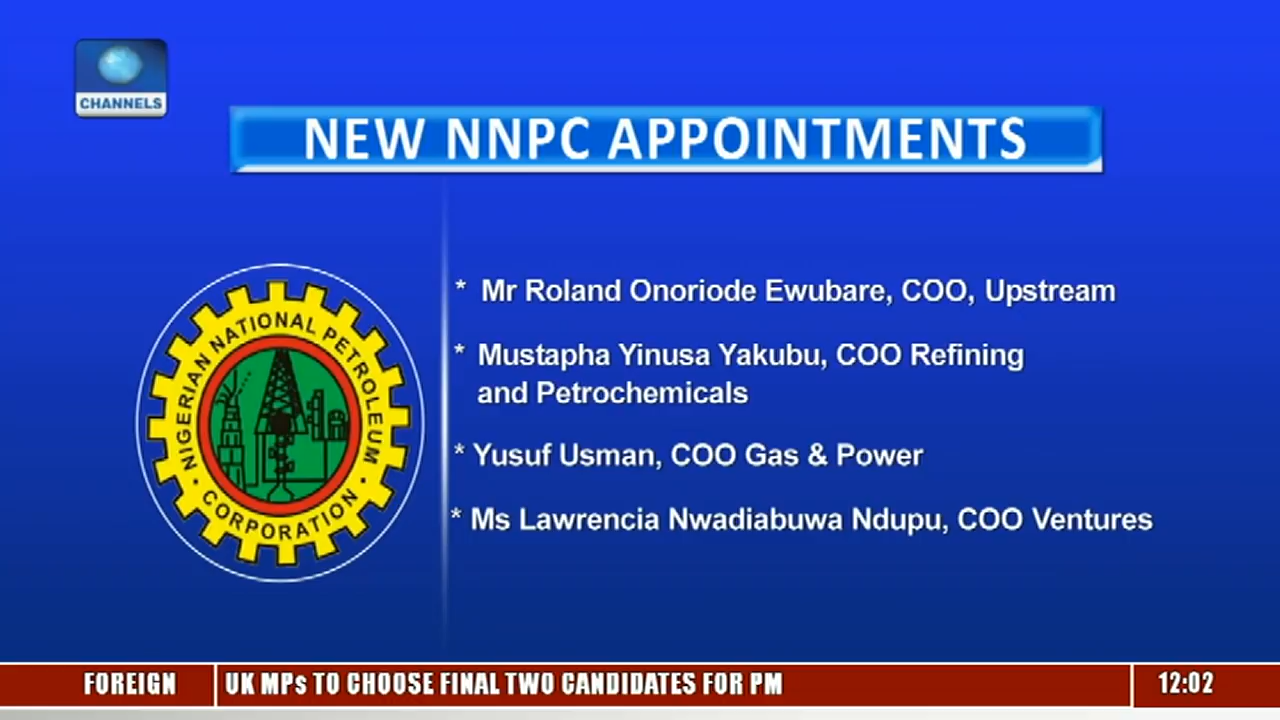 CHANNELS
NEW NNPC APPOINTMENTS
NIGERIAN NATIONAL PETROLEUM
• CORPORATION •
* Mr Roland Onoriode Ewubare, COO, Upstream
* Mustapha Yinusa Yakubu, COO Refining
and Petrochemicals
* Yusuf Usman, COO Gas & Power
* Ms Lawrencia Nwadiabuwa Ndupu, COO Ventures
FOREIGN
UK MPs TO CHOOSE FINAL TWO CANDIDATES FOR PM
12:02